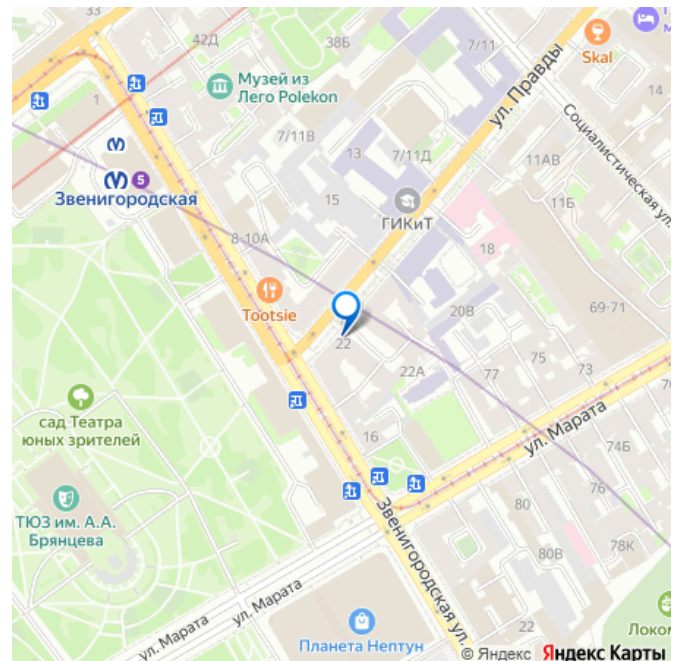 33
42Д
38Б
7/11
Skal
ул. Правды
Музей из
Лего Polekon
14
1
7/11В
13
7/11Д
Социалистическая ул.
11АВ
5
Звенигородская
15
ГИКиТ
11Б
8-10А
18
Tootsie
20В
69-71
22
22А
75
73
77
сад Театра
юных зрителей
16
ул. Марата
74Б
76
ТЮЗ им. А.А.
Брянцева
80
Звенигородская ул.
80В
78К
ул. Марата
ул. Марата
22
Планета Нептун
© Яндекс Яндекс Карты